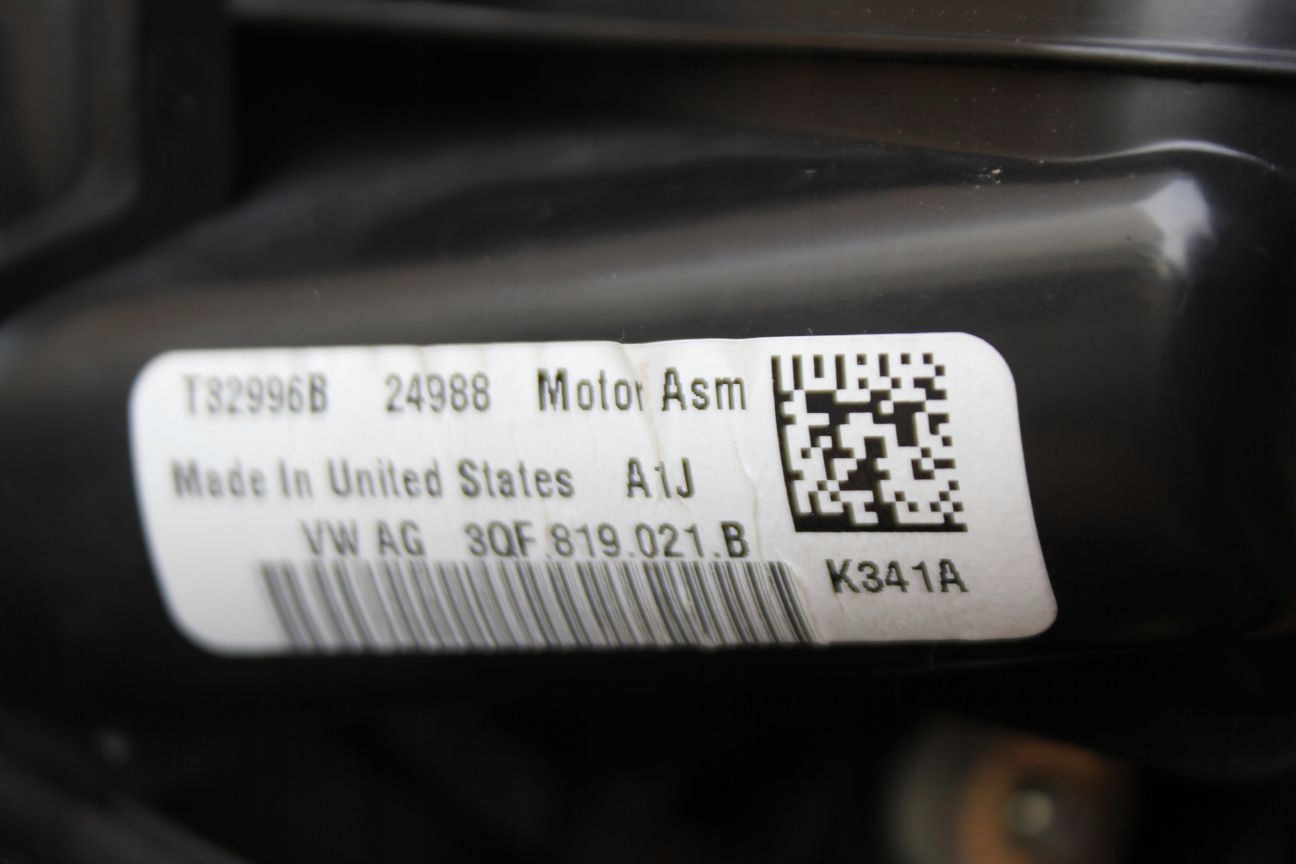 T32996B 24988 Motor Asm
Made In United States A1J
VW AG 3QF.819.021.B
K341A